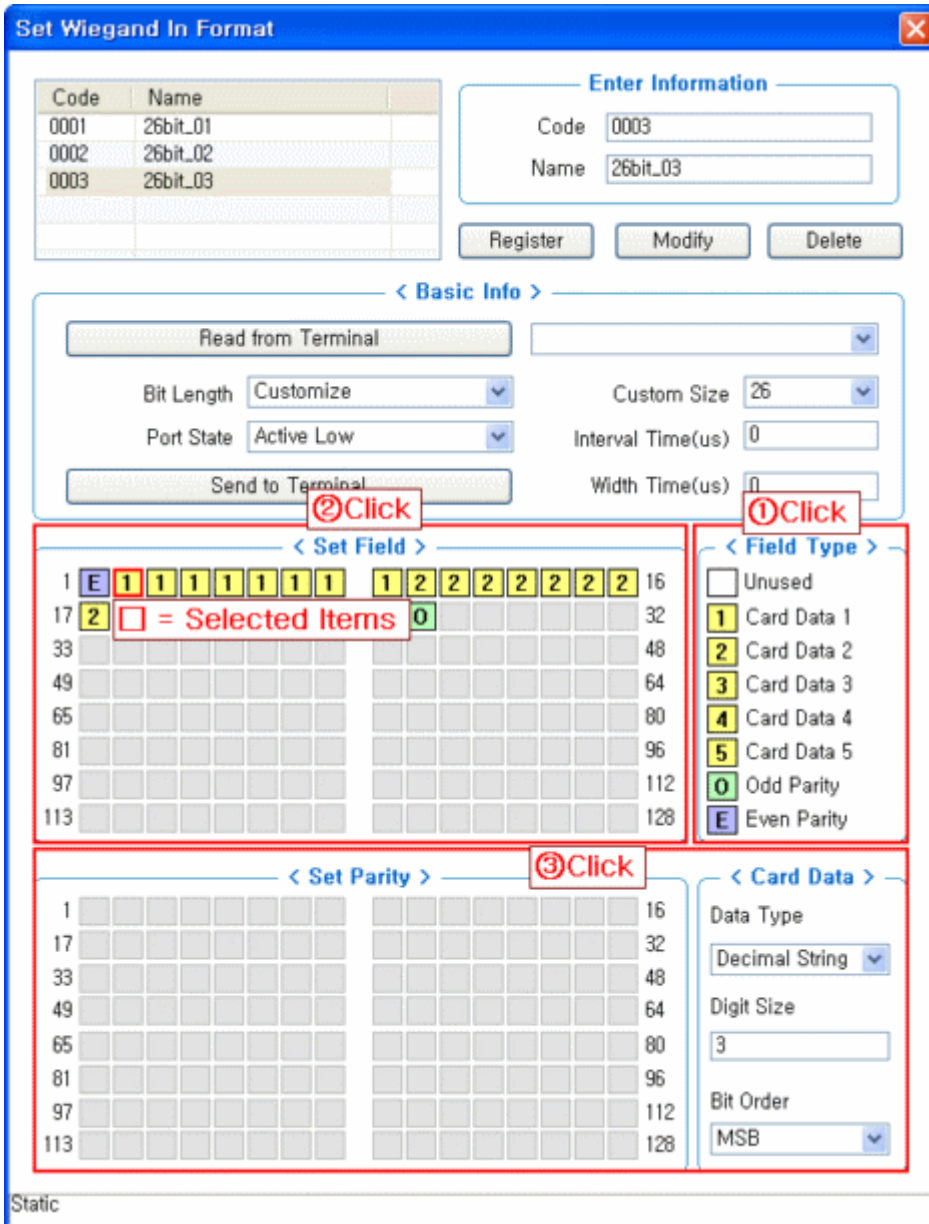 Set Wiegand In Format
Code Name
0001 26bit_01
0002 26bit_02
0003 26bit_03
Enter Information
Code 0003
Name 26bit_03
Register Modify Delete
< Basic Info >
Read from Terminal
Bit Length Customize Custom Size 26
Port State Active Low Interval Time(us) 0
Send to Terminal Width Time(us) 0
②Click ①Click
< Set Field > < Field Type >
1 E 1 1 1 1 1 1 1 1 2 2 2 2 2 2 2 16 Unused
17 2 □ = Selected Items O 32 1 Card Data 1
33 48 2 Card Data 2
49 64 3 Card Data 3
65 80 4 Card Data 4
81 96 5 Card Data 5
97 112 O Odd Parity
113 128 E Even Parity
③Click
< Set Parity > < Card Data >
1 16 Data Type
17 32 Decimal String
33 48
49 64 Digit Size
65 80 3
81 96
97 112 Bit Order
113 128 MSB
Static